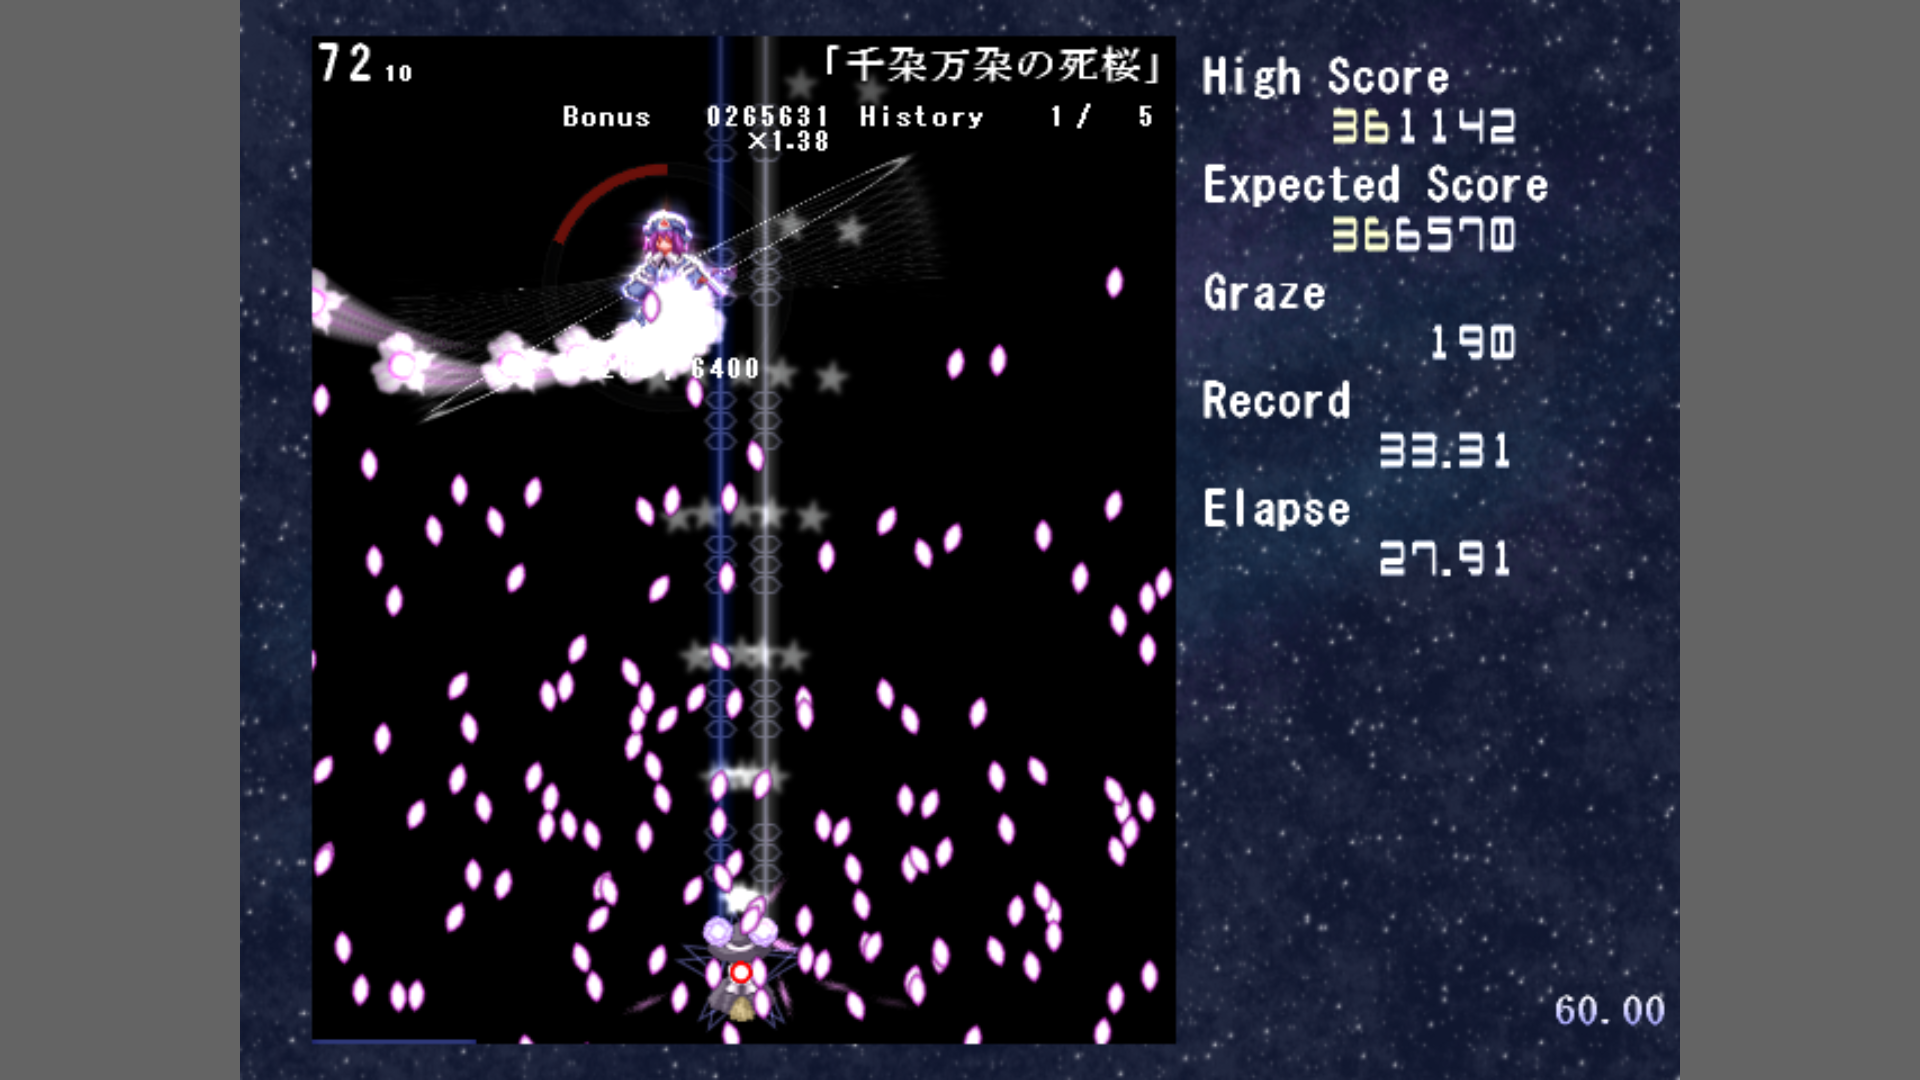 72 10
「千朶万朶の死桜」
Bonus 0265631 History 1 / 5
×1.38
6400
High Score
361142
Expected Score
366570
Graze
190
Record
33.31
Elapse
27.91
60.00